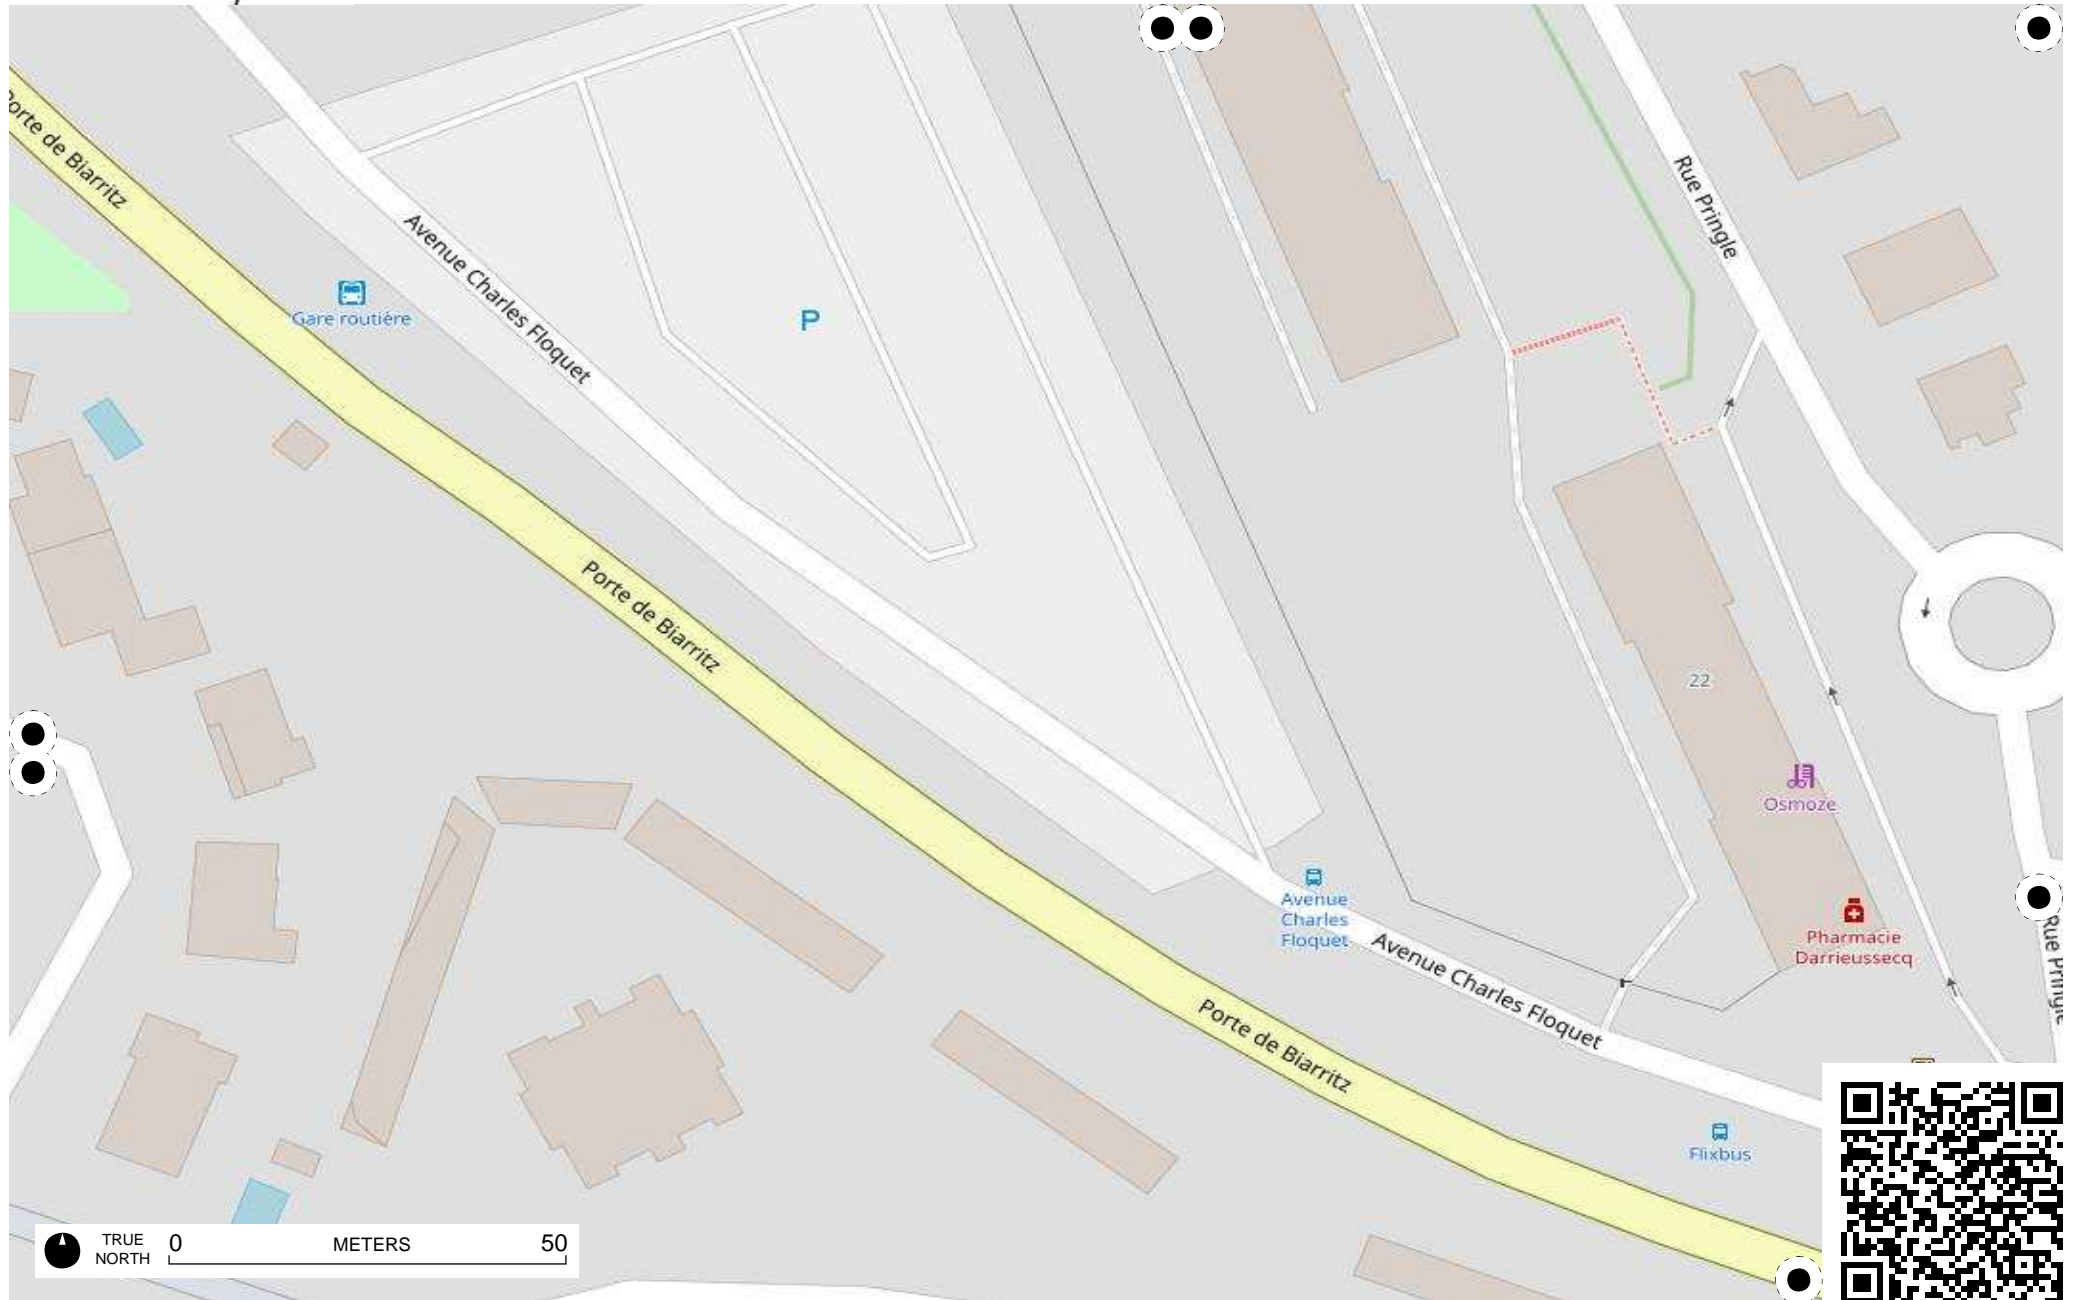 Porte de Biarritz
Rue Pringle
Avenue Charles Floquet
Gare routière
P
Porte de Biarritz
22
Osmoze
Avenue
Charles
Floquet
Pharmacie
Darrieussecq
Avenue Charles Floquet
Rue Pringle
Porte de Biarritz
Flixbus
TRUE
NORTH
0 METERS 50